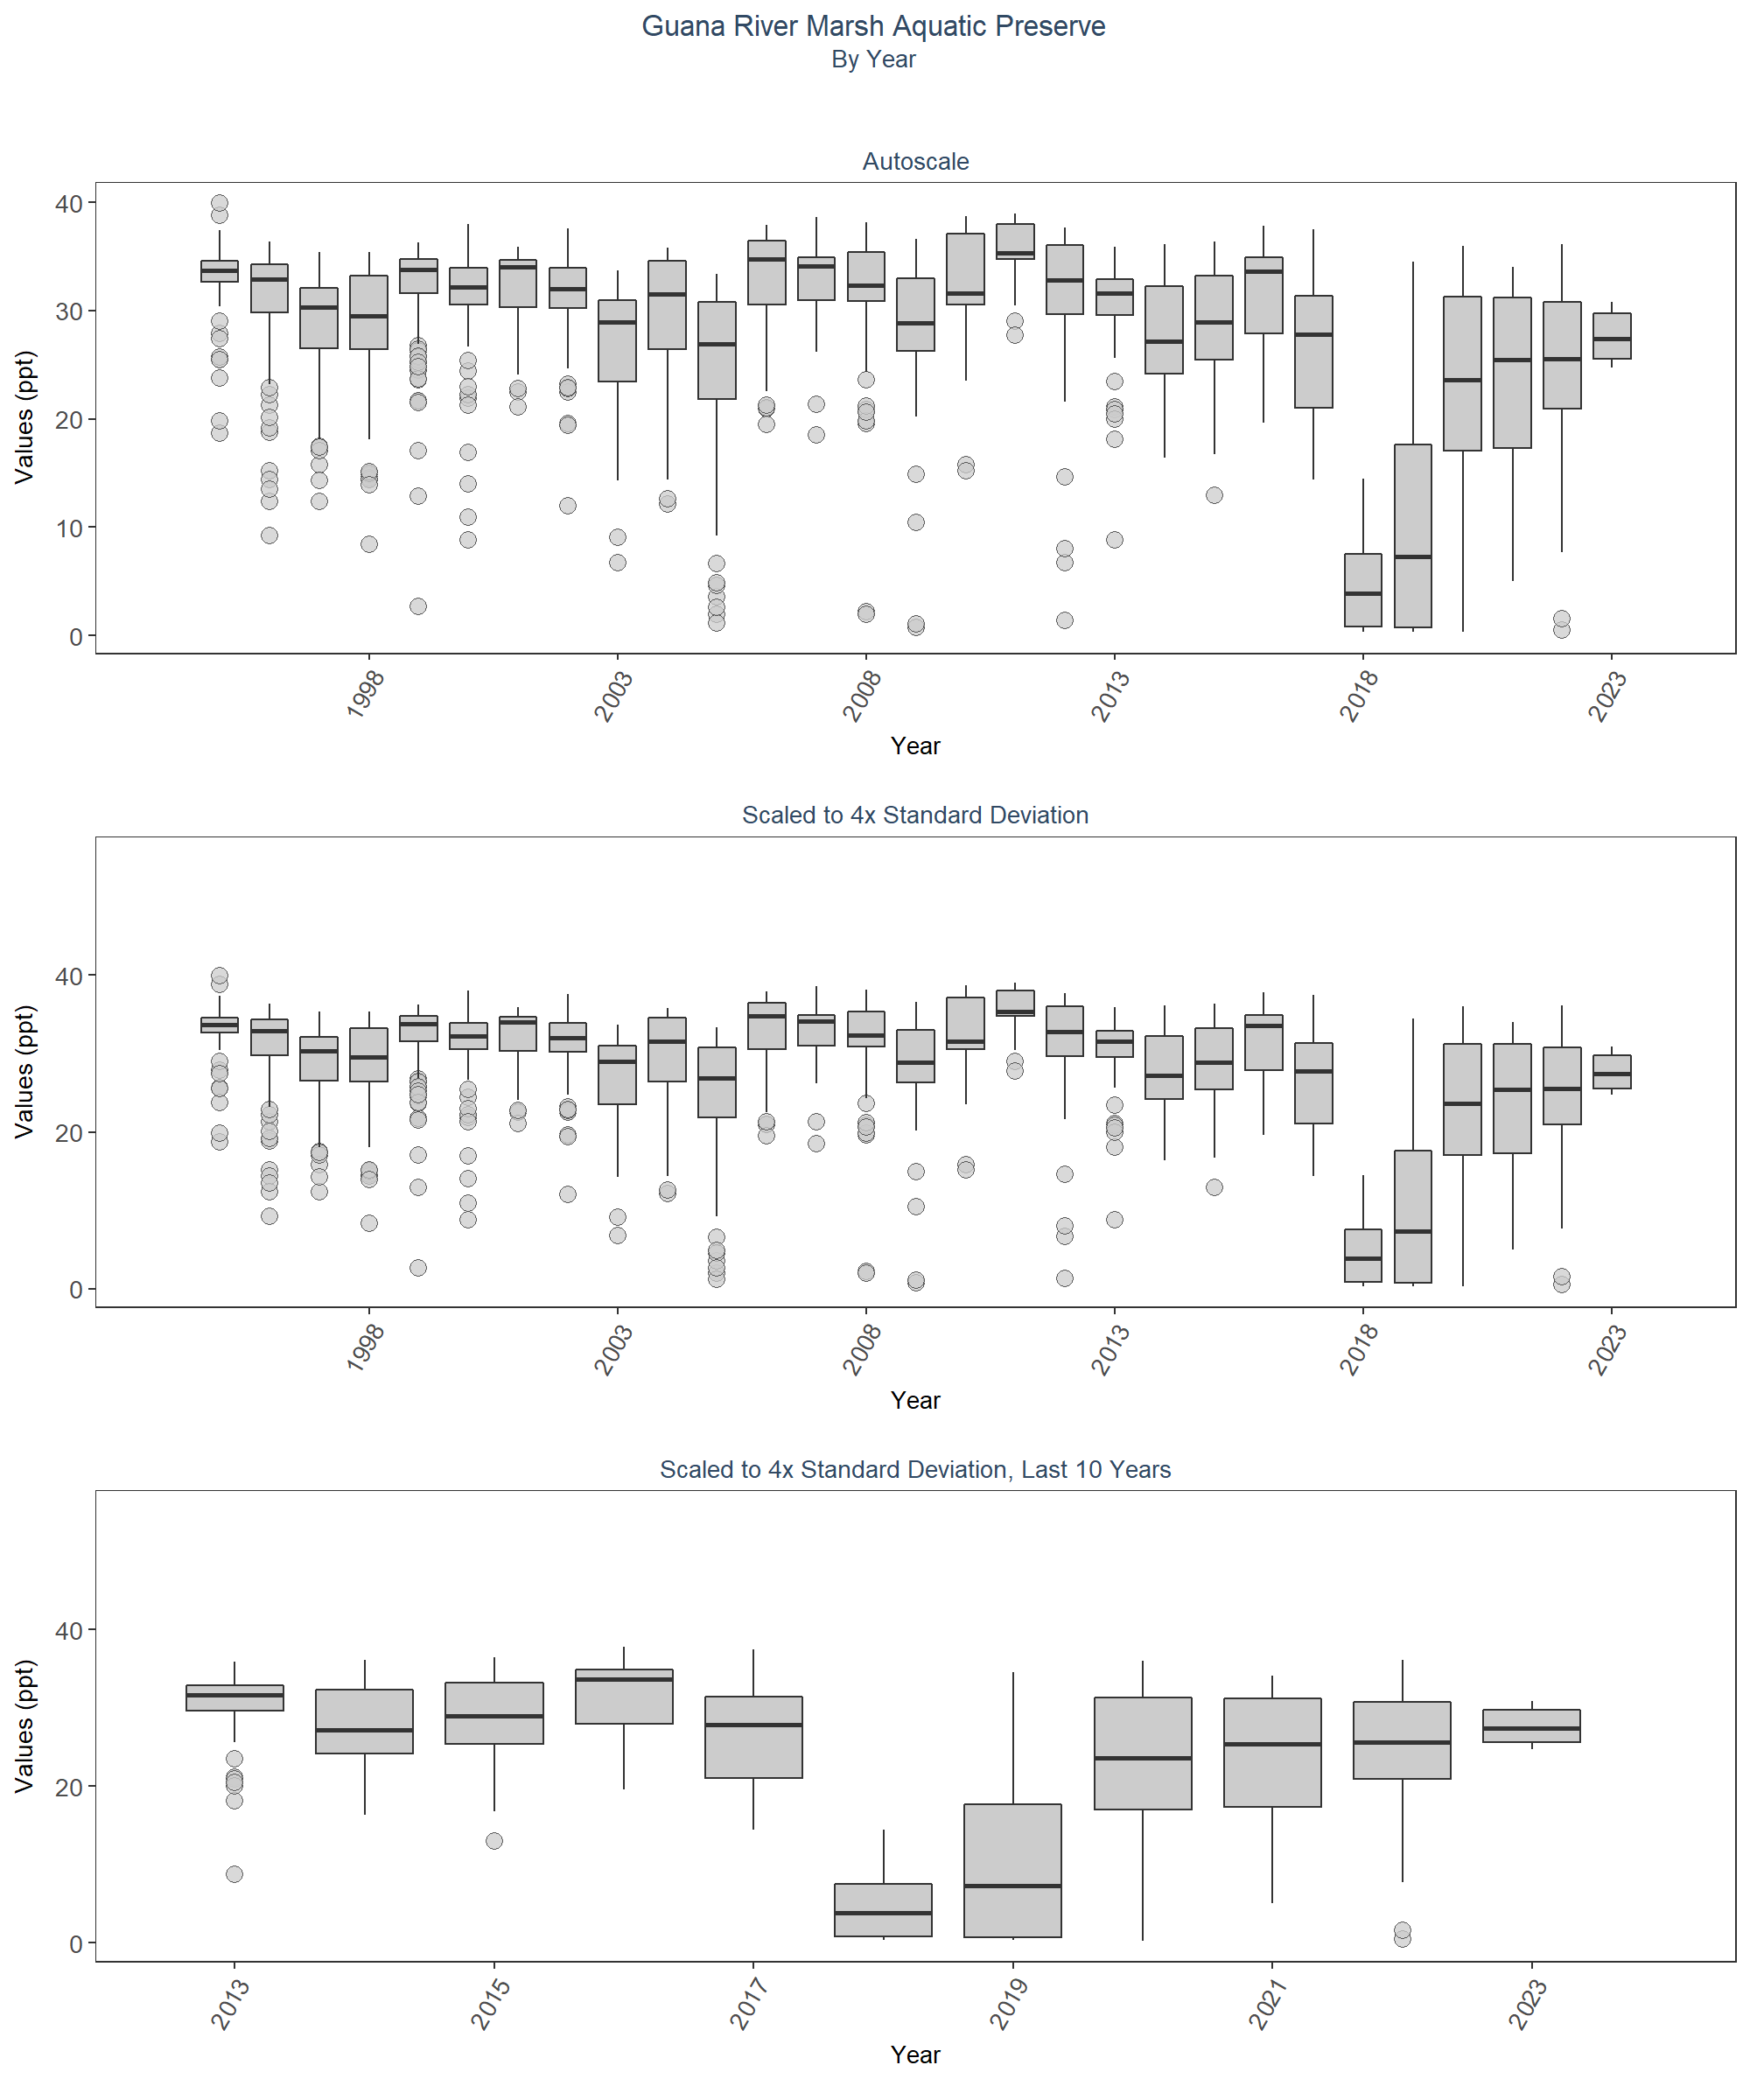 Guana River Marsh Aquatic Preserve
By Year
Autoscale
Values (ppt)
40
30
20
10
0
1998 2003 2008 2013 2018 2023
Year
Scaled to 4x Standard Deviation
Values (ppt)
40
20
0
1998 2003 2008 2013 2018 2023
Year
Scaled to 4x Standard Deviation, Last 10 Years
Values (ppt)
40
20
0
2013 2015 2017 2019 2021 2023
Year